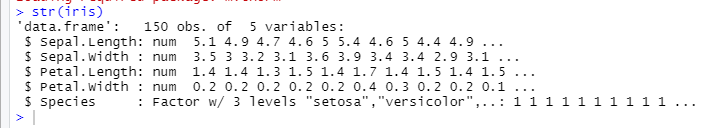 > str(iris)
'data.frame':   150 obs. of  5 variables:
 $ Sepal.Length: num  5.1 4.9 4.7 4.6 5 5.4 4.6 5 4.4 4.9 ...
 $ Sepal.Width : num  3.5 3 3.2 3.1 3.6 3.9 3.4 3.4 2.9 3.1 ...
 $ Petal.Length: num  1.4 1.4 1.3 1.5 1.4 1.7 1.4 1.5 1.4 1.5 ...
 $ Petal.Width : num  0.2 0.2 0.2 0.2 0.2 0.4 0.3 0.2 0.2 0.1 ...
 $ Species     : Factor w/ 3 levels "setosa","versicolor",..: 1 1 1 1 1 1 1 1 1 1 ...
>